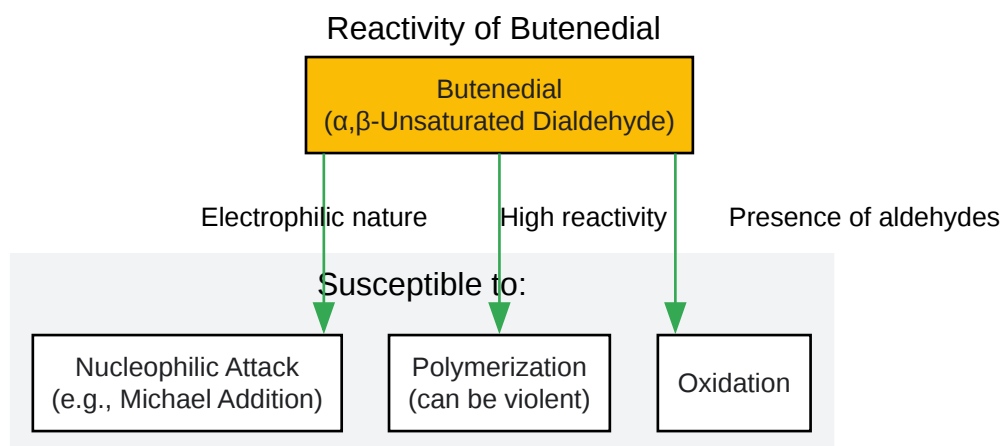 Reactivity of Butenedial
Butenedial
(α,β-Unsaturated Dialdehyde)
Electrophilic nature
High reactivity
Presence of aldehydes
Susceptible to:
Nucleophilic Attack
(e.g., Michael Addition)
Polymerization
(can be violent)
Oxidation